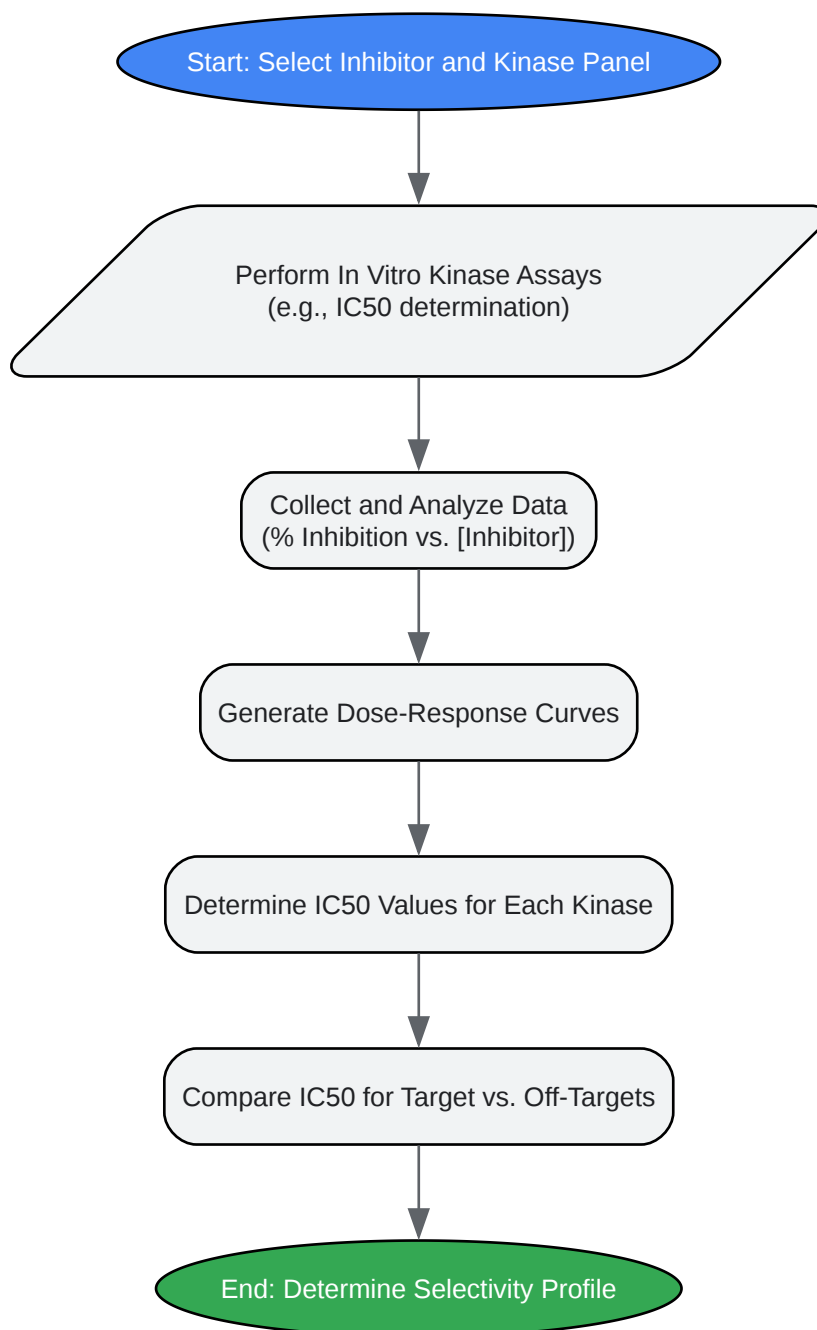 Start: Select Inhibitor and Kinase Panel
Perform In Vitro Kinase Assays
(e.g., IC50 determination)
Collect and Analyze Data
(% Inhibition vs. [Inhibitor])
Generate Dose-Response Curves
Determine IC50 Values for Each Kinase
Compare IC50 for Target vs. Off-Targets
End: Determine Selectivity Profile